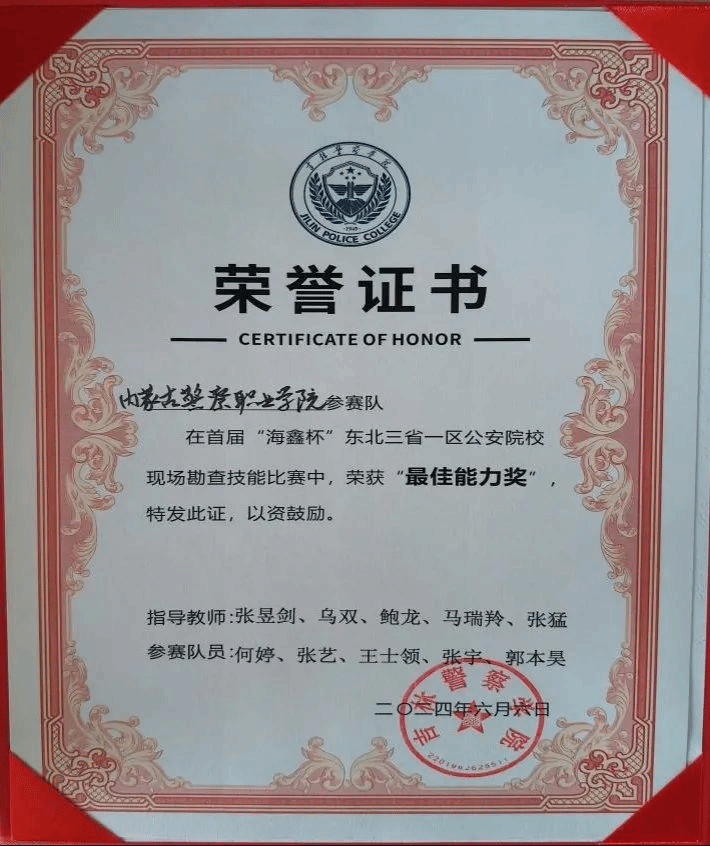 吉林警察学院
JILIN POLICE COLLEGE
·1949·
荣誉证书
CERTIFICATE OF HONOR
内蒙古警察职业学院参赛队
在首届“海鑫杯”东北三省一区公安院校
现场勘查技能比赛中，荣获“最佳能力奖”，
特发此证，以资鼓励。
指导教师：张昱剑、乌双、鲍龙、马瑞羚、张猛
参赛队员：何婷、张艺、王士领、张宇、郭本昊
二〇二四年六月六日
吉林警察学院